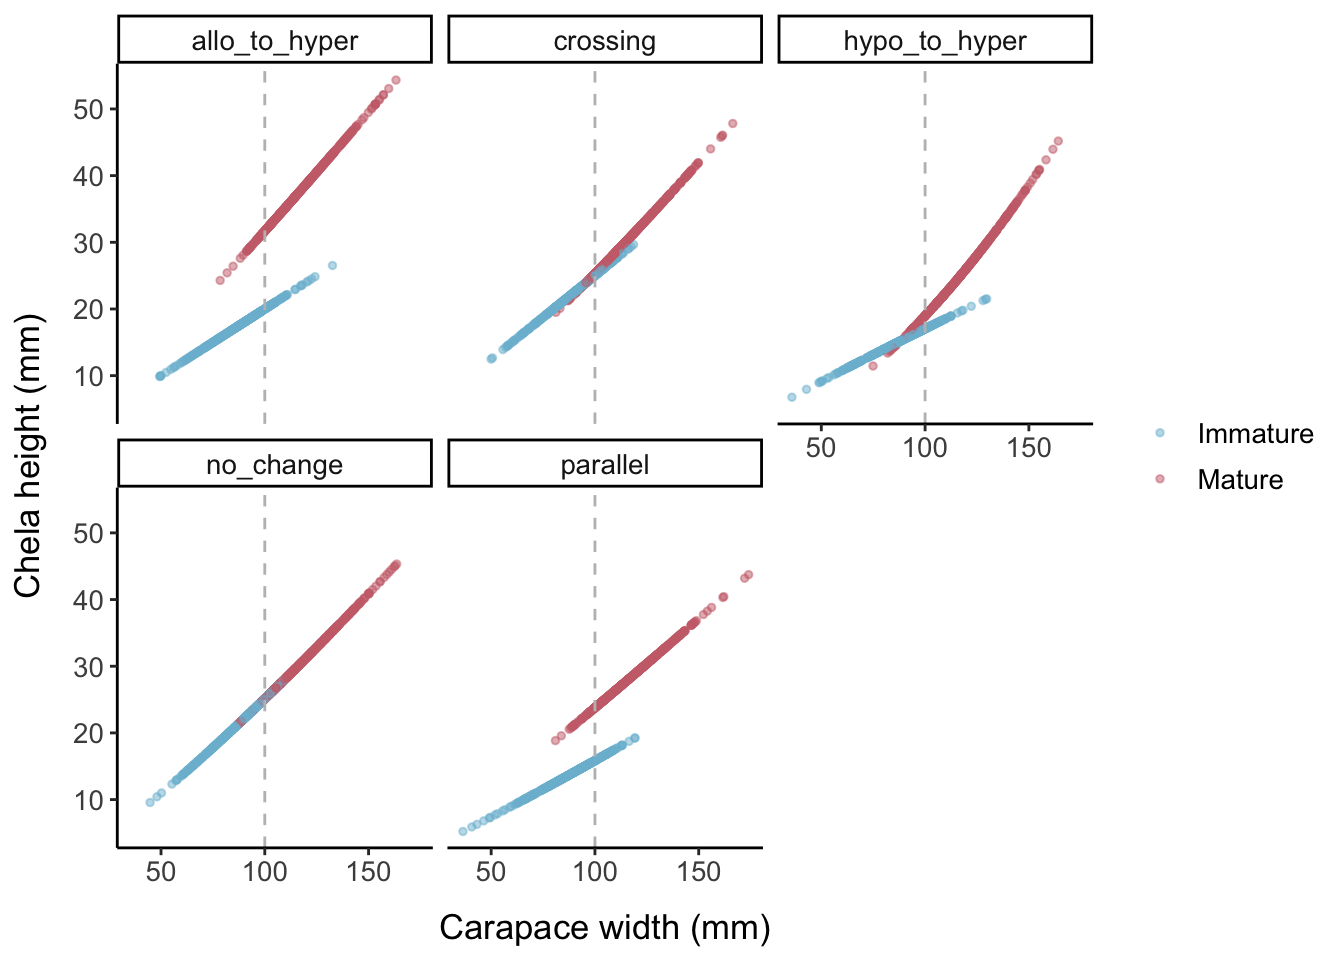 allo_to_hyper
crossing
hypo_to_hyper
50
40
30
20
10
50
100
150
no_change
parallel
50
40
30
20
10
50
100
150
50
100
150
Chela height (mm)
Carapace width (mm)
Immature
Mature